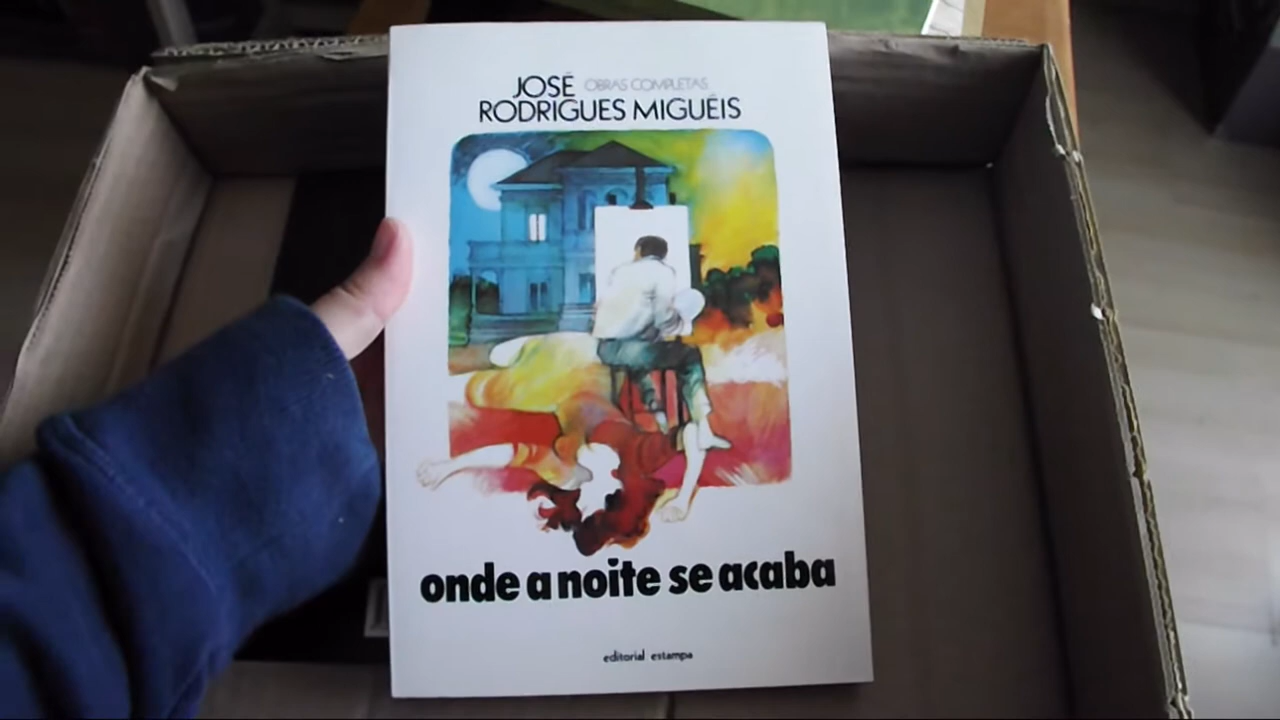 JOSÉ OBRAS COMPLETAS
RODRIGUES MIGUÉIS
onde a noite se acaba
editorial estampa